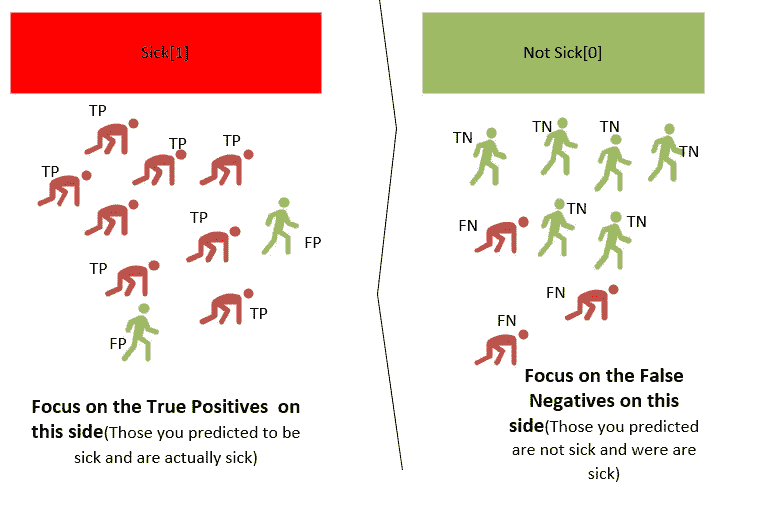 Sick[1]
Not Sick[0]
TP
TP
TP
TP
TP
FP
TP
TP
FP
TN
TN
TN
TN
TN
TN
FN
FN
FN
Focus on the True Positives on
this side(Those you predicted to be
sick and are actually sick)
Focus on the False
Negatives on this
side(Those you predicted
are not sick and were are
sick)